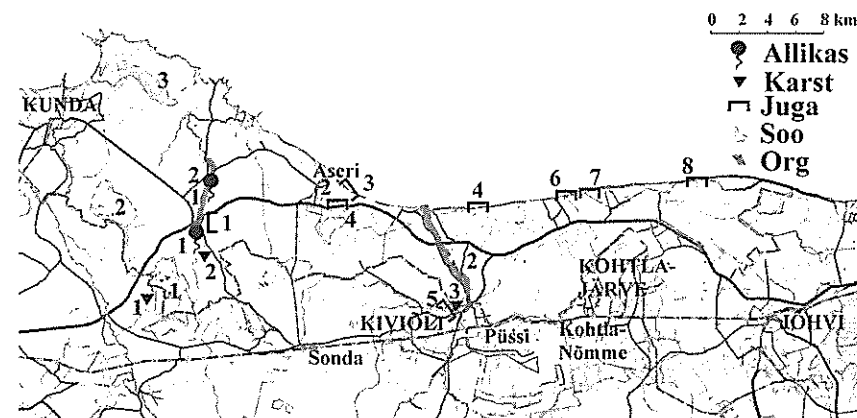 0 2 4 6 8 km
Allikas
Karst
Juga
Soo
Org
3
KUNDA
2
1
Aseri
2
3
4
4
6
7
8
2
1
1
2
1
1
2
5
3
KOHTLA-
JÄRVE
KIVIÕLI
Püssi
Kohtla-
Nõmme
JÕHVI
Sonda